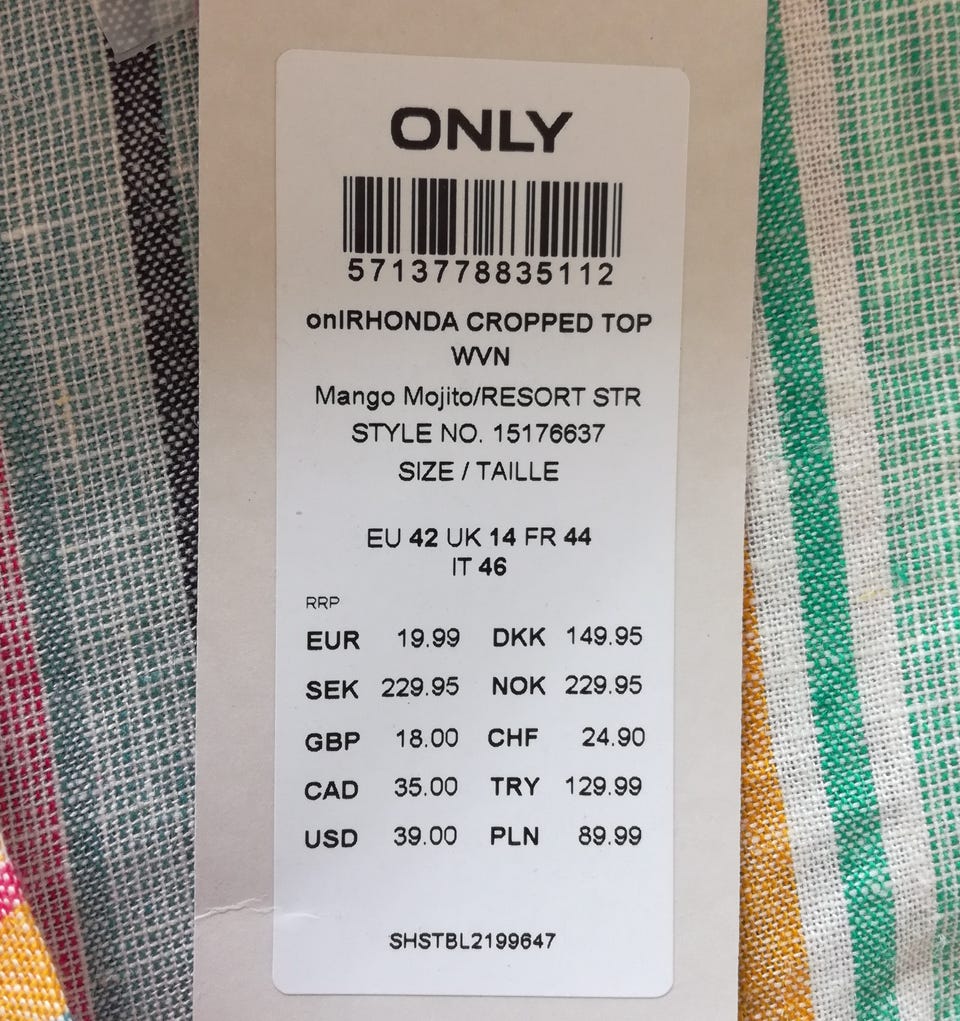 ONLY
5713778835112
onlRHONDA CROPPED TOP
WVN
Mango Mojito/RESORT STR
STYLE NO. 15176637
SIZE / TAILLE
EU 42 UK 14 FR 44
IT 46
RRP
EUR 19.99 DKK 149.95
SEK 229.95 NOK 229.95
GBP 18.00 CHF 24.90
CAD 35.00 TRY 129.99
USD 39.00 PLN 89.99
SHSTBL2199647